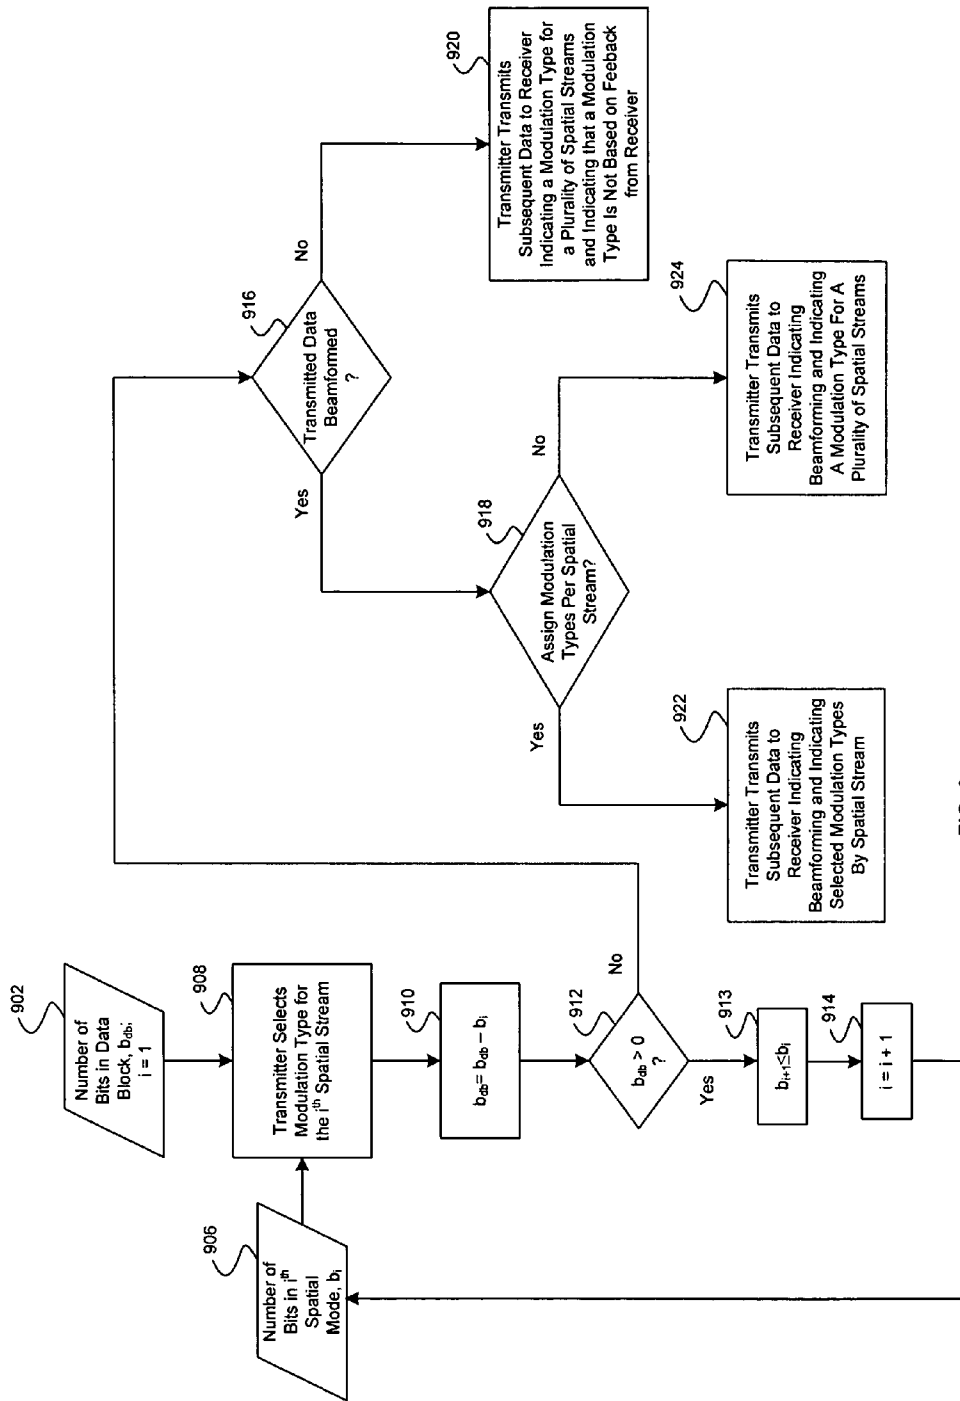 902
Number of
Bits in Data
Block, b_db;
i = 1
906
Number of
Bits in i^th
Spatial
Mode, b_i
908
Transmitter Selects
Modulation Type for
the i^th Spatial Stream
910
b_db = b_db – b_i
912
b_db > 0
?
No
Yes
913
b_i+1≤b_i
914
i = i + 1
916
Transmitted Data
Beamformed
?
Yes
No
918
Assign Modulation
Types Per Spatial
Stream?
Yes
No
920
Transmitter Transmits
Subsequent Data to Receiver
Indicating a Modulation Type for
a Plurality of Spatial Streams
and Indicating that a Modulation
Type Is Not Based on Feeback
from Receiver
922
Transmitter Transmits
Subsequent Data to
Receiver Indicating
Beamforming and Indicating
Selected Modulation Types
By Spatial Stream
924
Transmitter Transmits
Subsequent Data to
Receiver Indicating
Beamforming and Indicating
A Modulation Type For A
Plurality of Spatial Streams